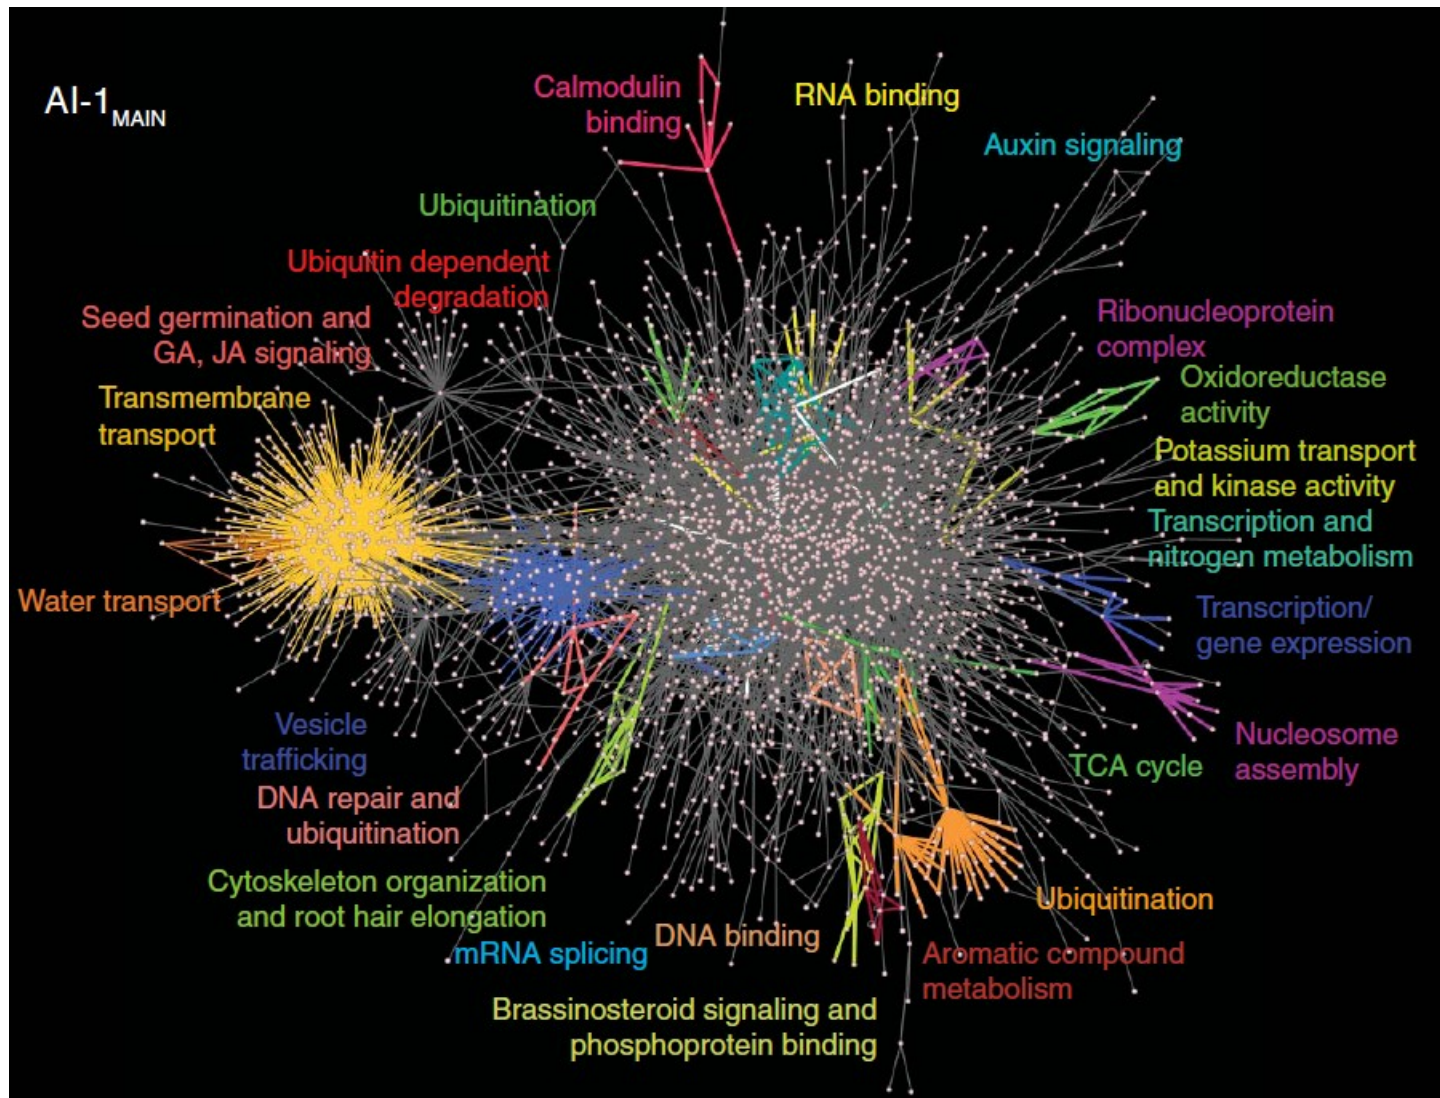 AI-1MAIN
Calmodulin
binding
RNA binding
Auxin signaling
Ubiquitination
Ubiquitin dependent
degradation
Seed germination and
GA, JA signaling
Transmembrane
transport
Water transport
Ribonucleoprotein
complex
Oxidoreductase
activity
Potassium transport
and kinase activity
Transcription and
nitrogen metabolism
Transcription/
gene expression
Nucleosome
assembly
TCA cycle
Vesicle
trafficking
DNA repair and
ubiquitination
Cytoskeleton organization
and root hair elongation
mRNA splicing
DNA binding
Ubiquitination
Aromatic compound
metabolism
Brassinosteroid signaling and
phosphoprotein binding